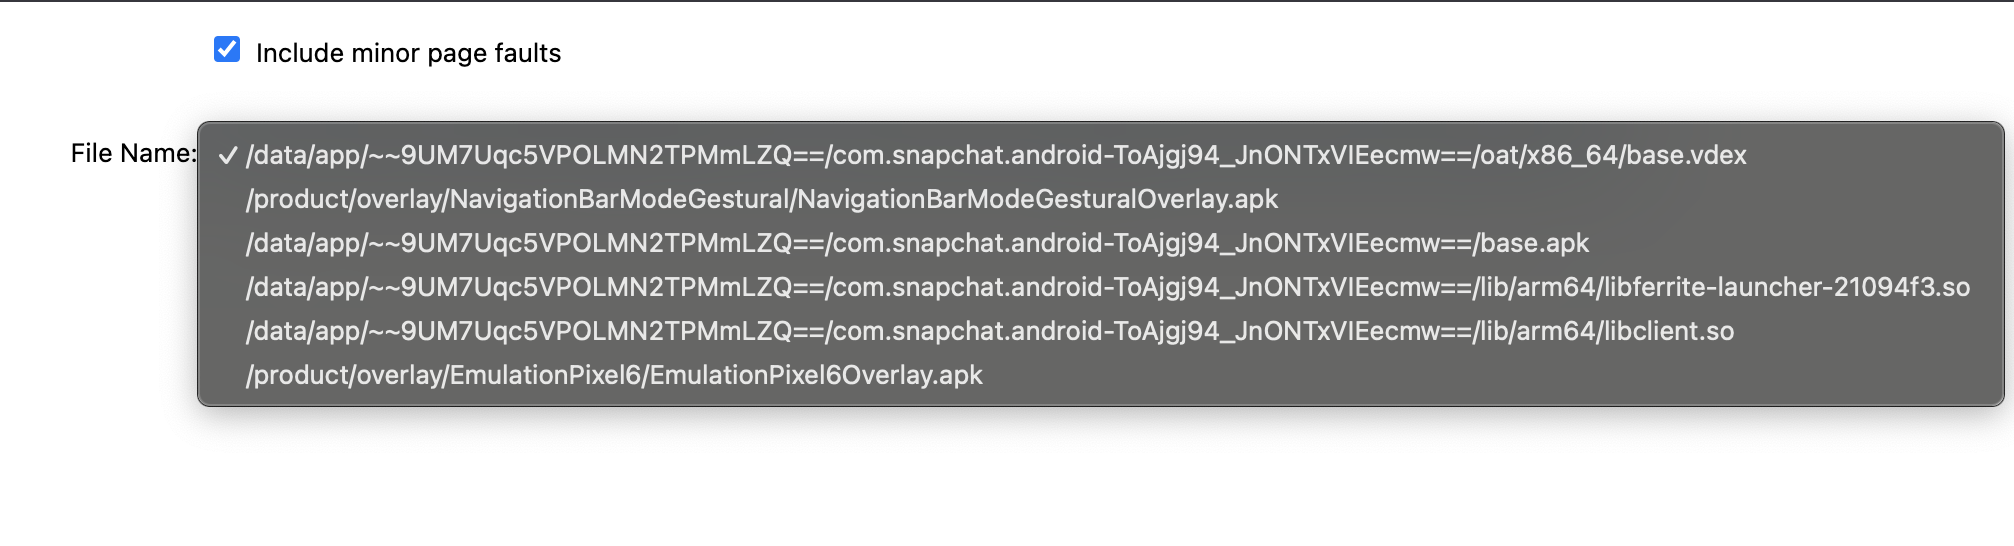 Include minor page faults
File Name:
/data/app/~~9UM7Uqc5VPOLMN2TPMmLZQ==/com.snapchat.android-ToAjgj94_JnONTxVIEecmw==/oat/x86_64/base.vdex
/product/overlay/NavigationBarModeGestural/NavigationBarModeGesturalOverlay.apk
/data/app/~~9UM7Uqc5VPOLMN2TPMmLZQ==/com.snapchat.android-ToAjgj94_JnONTxVIEecmw==/base.apk
/data/app/~~9UM7Uqc5VPOLMN2TPMmLZQ==/com.snapchat.android-ToAjgj94_JnONTxVIEecmw==/lib/arm64/libferrite-launcher-21094f3.so
/data/app/~~9UM7Uqc5VPOLMN2TPMmLZQ==/com.snapchat.android-ToAjgj94_JnONTxVIEecmw==/lib/arm64/libclient.so
/product/overlay/EmulationPixel6/EmulationPixel6Overlay.apk